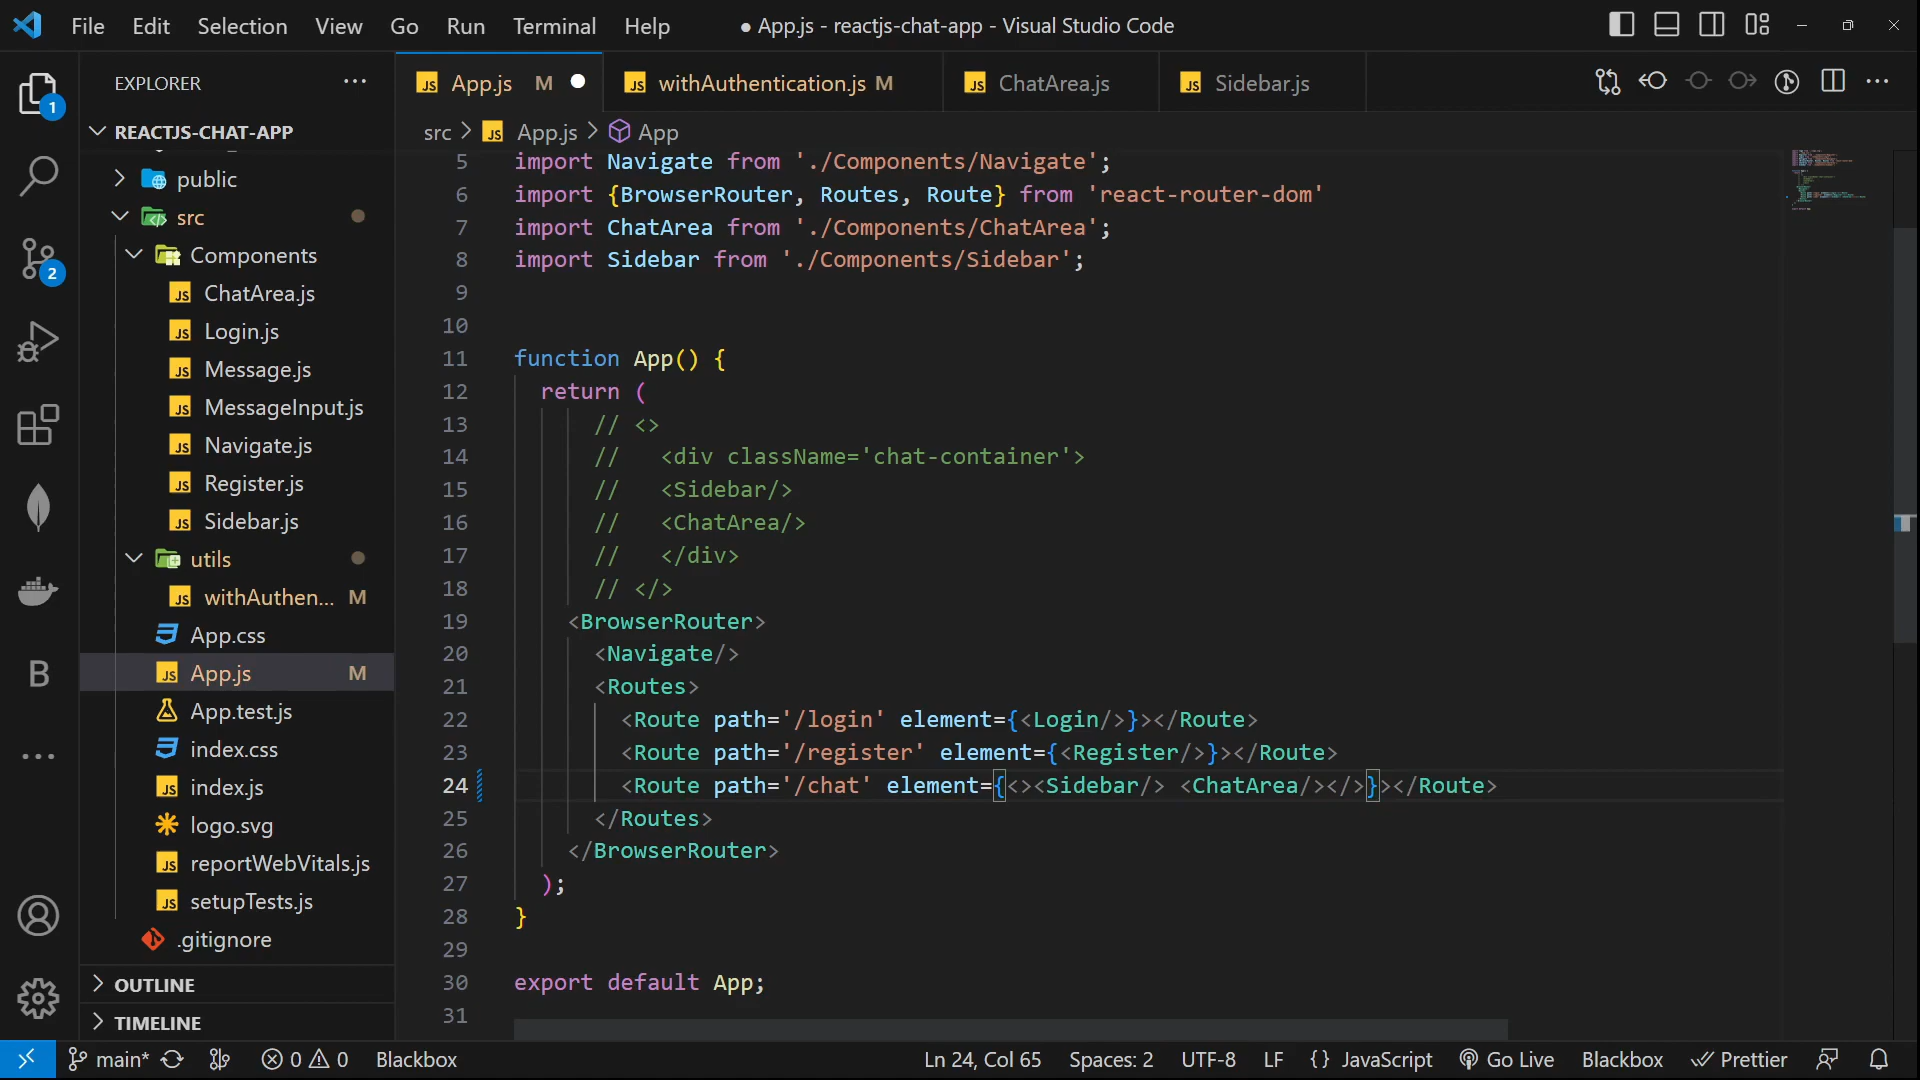 File Edit Selection View Go Run Terminal Help ● App.js - reactjs-chat-app - Visual Studio Code
EXPLORER
REACTJS-CHAT-APP
public
src
Components
ChatArea.js
Login.js
Message.js
MessageInput.js
Navigate.js
Register.js
Sidebar.js
utils
withAuthen... M
App.css
App.js M
App.test.js
index.css
index.js
logo.svg
reportWebVitals.js
setupTests.js
.gitignore
OUTLINE
TIMELINE
1
2
B
JS App.js M ●
JS withAuthentication.js M
JS ChatArea.js
JS Sidebar.js
src > JS App.js > App
5 import Navigate from './Components/Navigate';
6 import {BrowserRouter, Routes, Route} from 'react-router-dom'
7 import ChatArea from './Components/ChatArea';
8 import Sidebar from './Components/Sidebar';
9
10
11 function App() {
12 return (
13 // <>
14 // <div className='chat-container'>
15 // <Sidebar/>
16 // <ChatArea/>
17 // </div>
18 // </>
19 <BrowserRouter>
20 <Navigate/>
21 <Routes>
22 <Route path='/login' element={<Login/>}></Route>
23 <Route path='/register' element={<Register/>}></Route>
24 <Route path='/chat' element={<><Sidebar/> <ChatArea/></>}></Route>
25 </Routes>
26 </BrowserRouter>
27 );
28 }
29
30 export default App;
31
main* 0 0 Blackbox Ln 24, Col 65 Spaces: 2 UTF-8 LF {} JavaScript Go Live Blackbox Prettier